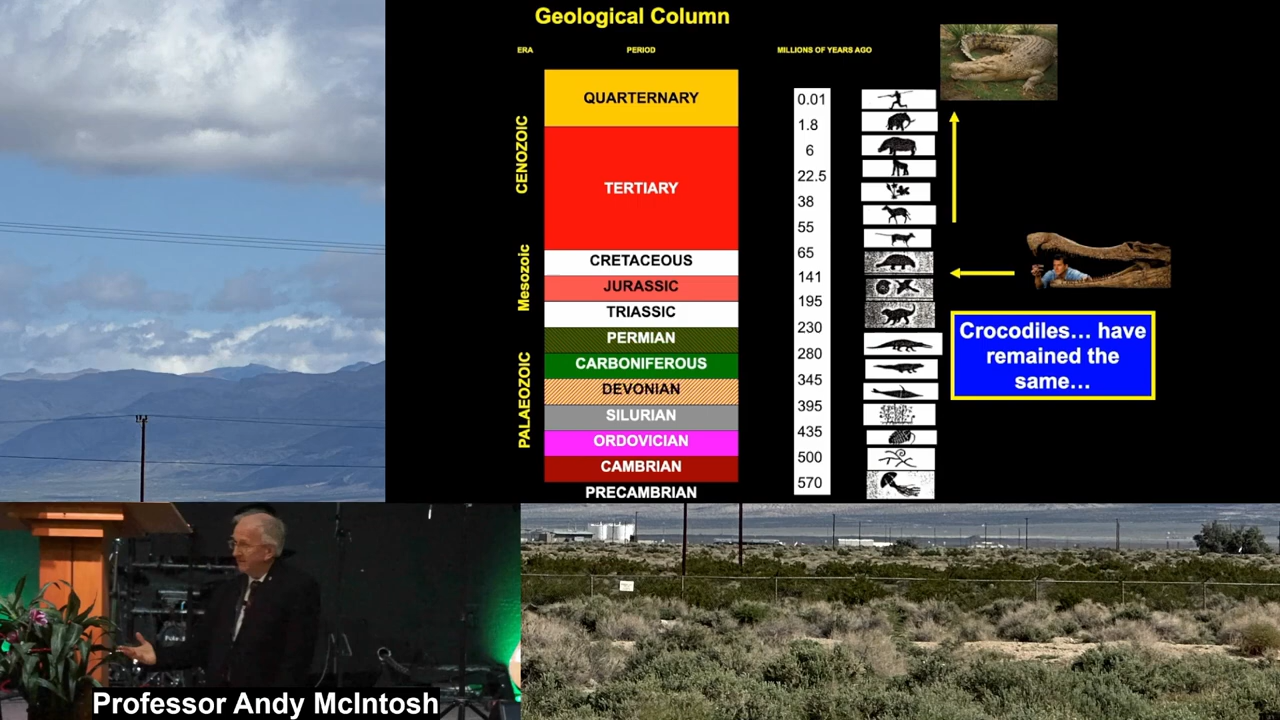 Geological Column
ERA
PERIOD
MILLIONS OF YEARS AGO
CENOZOIC
Mesozoic
PALAEOZOIC
QUARTERNARY
TERTIARY
CRETACEOUS
JURASSIC
TRIASSIC
PERMIAN
CARBONIFEROUS
DEVONIAN
SILURIAN
ORDOVICIAN
CAMBRIAN
PRECAMBRIAN
0.01
1.8
6
22.5
38
55
65
141
195
230
280
345
395
435
500
570
Crocodiles... have
remained the
same...
Professor Andy McIntosh